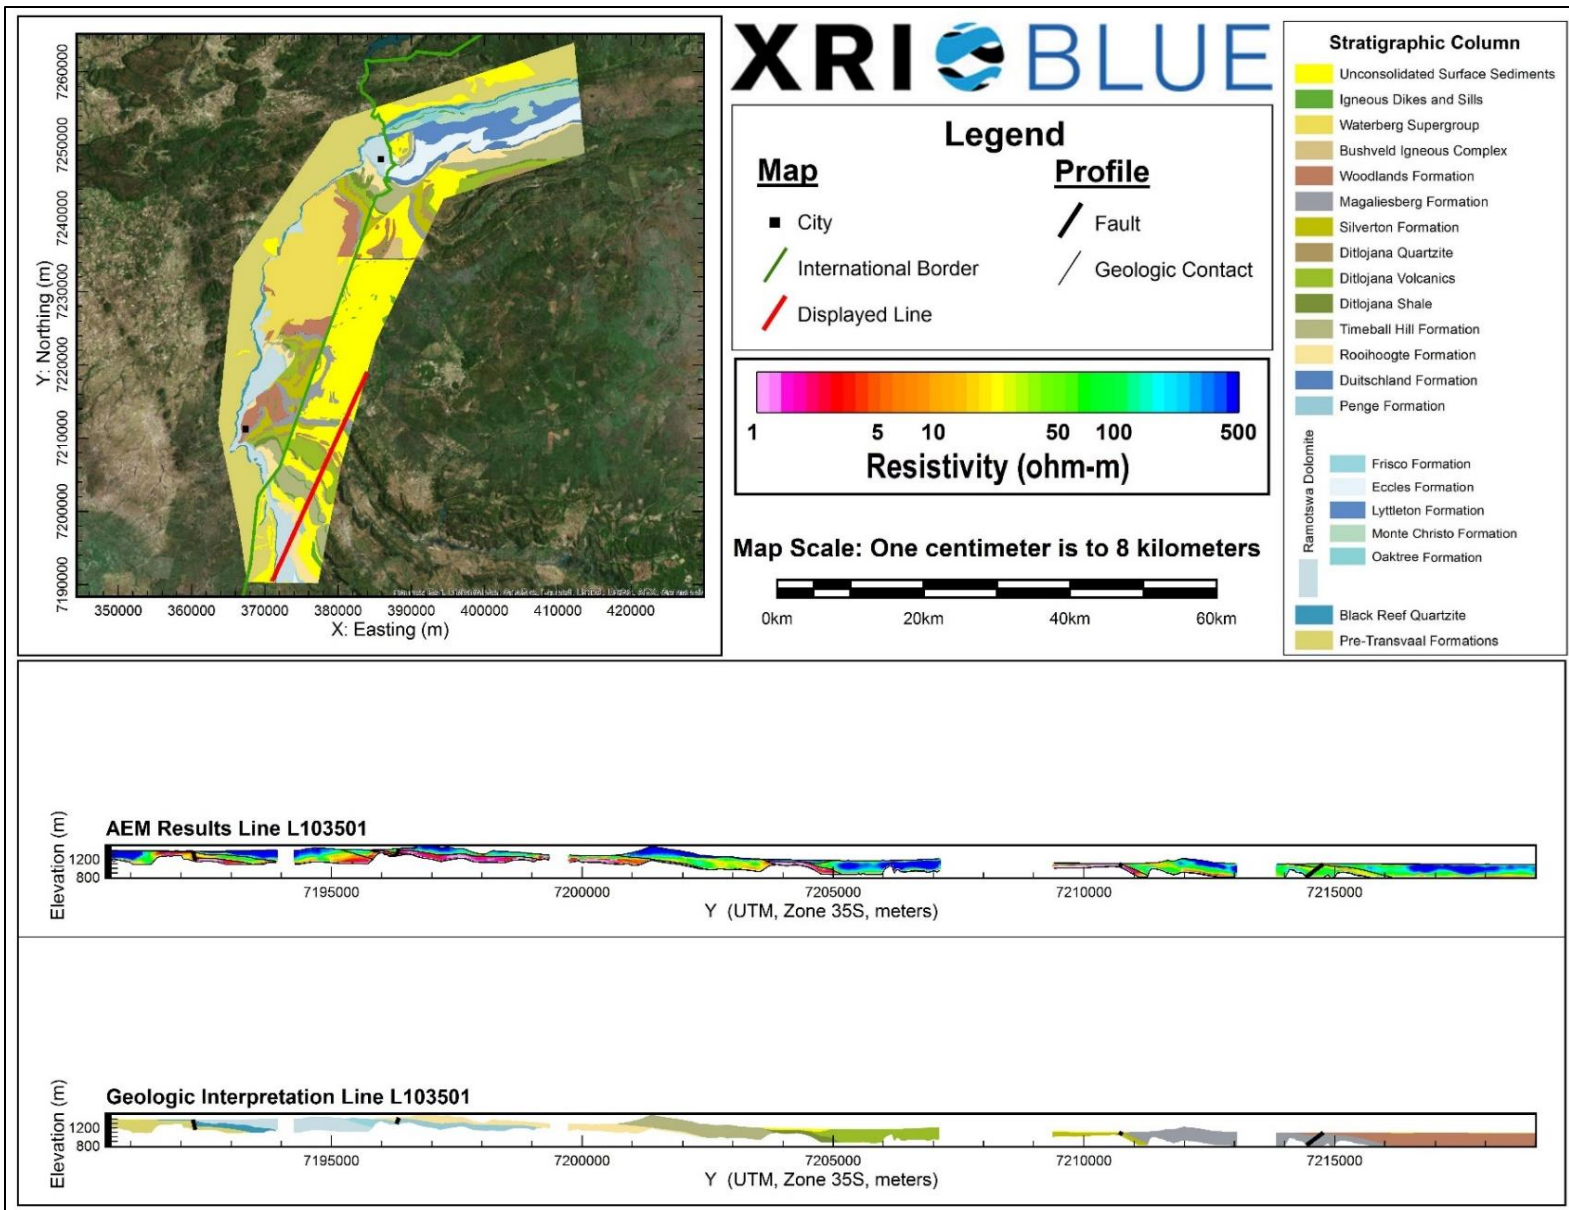 7260000
7250000
7240000
7230000
7220000
7210000
7200000
7190000
Y: Northing (m)
350000 360000 370000 380000 390000 400000 410000 420000
X: Easting (m)
XRI BLUE
Legend
Map
City
International Border
Displayed Line
Profile
Fault
Geologic Contact
1 5 10 50 100 500
Resistivity (ohm-m)
Map Scale: One centimeter is to 8 kilometers
0km 20km 40km 60km
Stratigraphic Column
Unconsolidated Surface Sediments
Igneous Dikes and Sills
Waterberg Supergroup
Bushveld Igneous Complex
Woodlands Formation
Magaliesberg Formation
Silverton Formation
Ditlojana Quartzite
Ditlojana Volcanics
Ditlojana Shale
Timeball Hill Formation
Rooihoogte Formation
Duitschland Formation
Penge Formation
Ramotswa Dolomite
Frisco Formation
Eccles Formation
Lyttleton Formation
Monte Christo Formation
Oaktree Formation
Black Reef Quartzite
Pre-Transvaal Formations
AEM Results Line L103501
Elevation (m)
1200
800
7195000 7200000 7205000 7210000 7215000
Y (UTM, Zone 35S, meters)
Geologic Interpretation Line L103501
Elevation (m)
1200
800
7195000 7200000 7205000 7210000 7215000
Y (UTM, Zone 35S, meters)